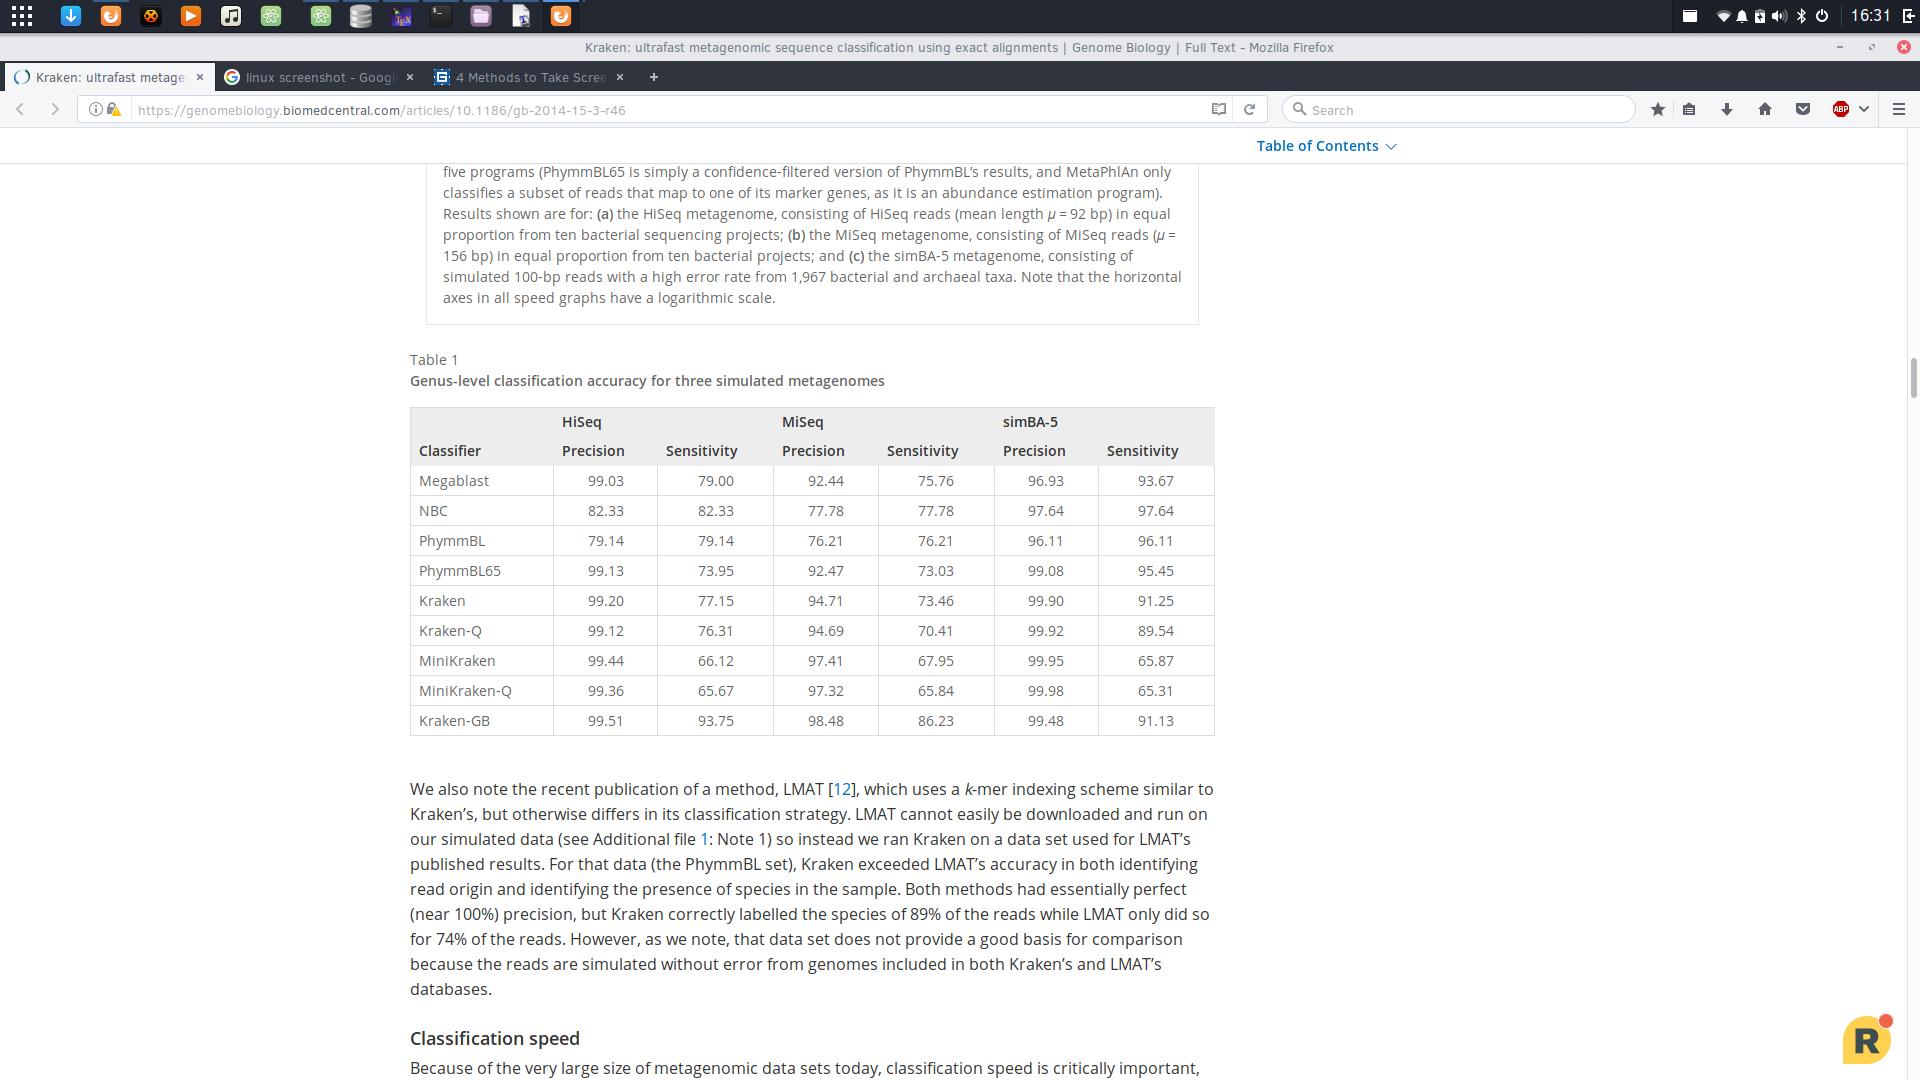 16:31
Kraken: ultrafast metagenomic sequence classification using exact alignments | Genome Biology | Full Text - Mozilla Firefox
Kraken: ultrafast metage
linux screenshot - Googl
4 Methods to Take Scree
https://genomebiology.biomedcentral.com/articles/10.1186/gb-2014-15-3-r46
Search
ABP
Table of Contents
five programs (PhymmBL65 is simply a confidence-filtered version of PhymmBL’s results, and MetaPhlAn only
classifies a subset of reads that map to one of its marker genes, as it is an abundance estimation program).
Results shown are for: (a) the HiSeq metagenome, consisting of HiSeq reads (mean length μ = 92 bp) in equal
proportion from ten bacterial sequencing projects; (b) the MiSeq metagenome, consisting of MiSeq reads (μ =
156 bp) in equal proportion from ten bacterial projects; and (c) the simBA-5 metagenome, consisting of
simulated 100-bp reads with a high error rate from 1,967 bacterial and archaeal taxa. Note that the horizontal
axes in all speed graphs have a logarithmic scale.
Table 1
Genus-level classification accuracy for three simulated metagenomes
HiSeq MiSeq simBA-5
Classifier Precision Sensitivity Precision Sensitivity Precision Sensitivity
Megablast 99.03 79.00 92.44 75.76 96.93 93.67
NBC 82.33 82.33 77.78 77.78 97.64 97.64
PhymmBL 79.14 79.14 76.21 76.21 96.11 96.11
PhymmBL65 99.13 73.95 92.47 73.03 99.08 95.45
Kraken 99.20 77.15 94.71 73.46 99.90 91.25
Kraken-Q 99.12 76.31 94.69 70.41 99.92 89.54
MiniKraken 99.44 66.12 97.41 67.95 99.95 65.87
MiniKraken-Q 99.36 65.67 97.32 65.84 99.98 65.31
Kraken-GB 99.51 93.75 98.48 86.23 99.48 91.13
We also note the recent publication of a method, LMAT [12], which uses a k-mer indexing scheme similar to
Kraken’s, but otherwise differs in its classification strategy. LMAT cannot easily be downloaded and run on
our simulated data (see Additional file 1: Note 1) so instead we ran Kraken on a data set used for LMAT’s
published results. For that data (the PhymmBL set), Kraken exceeded LMAT’s accuracy in both identifying
read origin and identifying the presence of species in the sample. Both methods had essentially perfect
(near 100%) precision, but Kraken correctly labelled the species of 89% of the reads while LMAT only did so
for 74% of the reads. However, as we note, that data set does not provide a good basis for comparison
because the reads are simulated without error from genomes included in both Kraken’s and LMAT’s
databases.
Classification speed
Because of the very large size of metagenomic data sets today, classification speed is critically important,
R